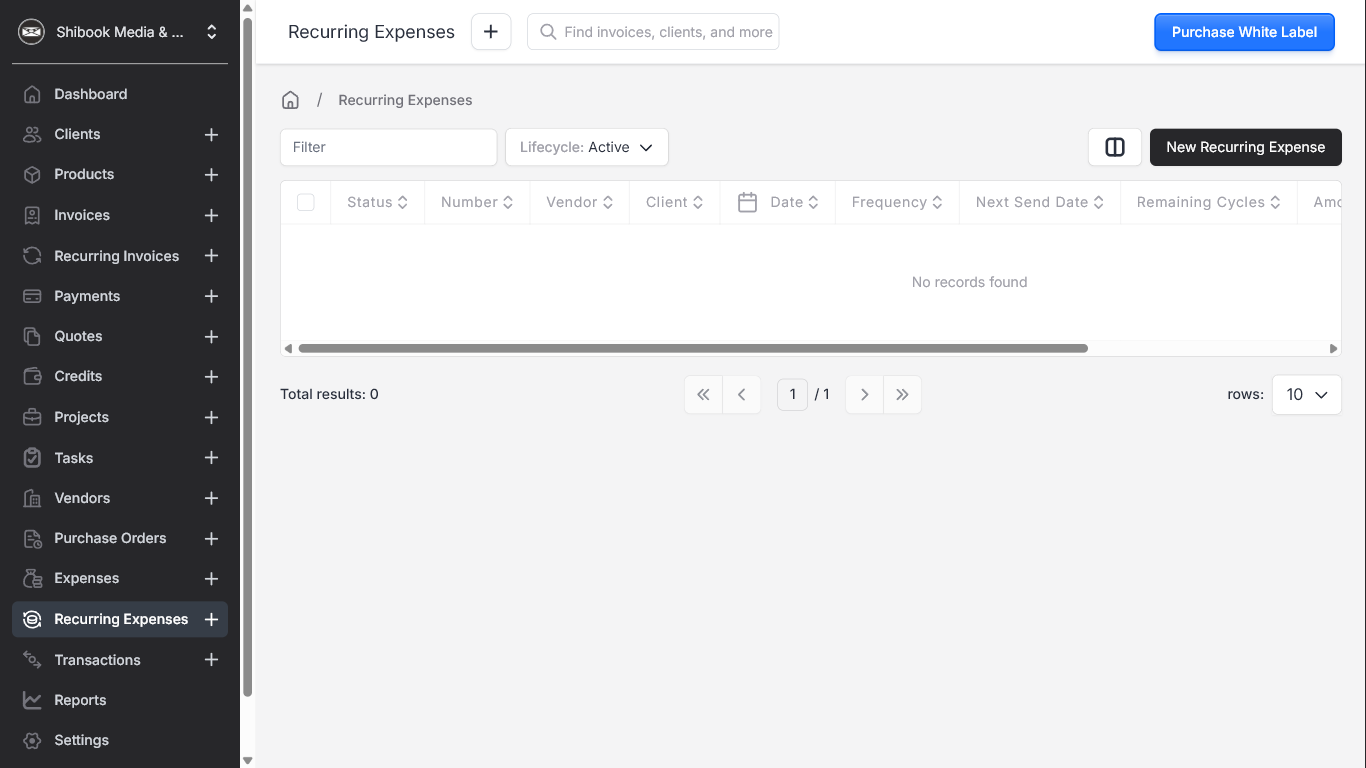 Shibook Media & ...
Dashboard
Clients
Products
Invoices
Recurring Invoices
Payments
Quotes
Credits
Projects
Tasks
Vendors
Purchase Orders
Expenses
Recurring Expenses
Transactions
Reports
Settings
Recurring Expenses
Find invoices, clients, and more
Purchase White Label
/ Recurring Expenses
Filter
Lifecycle: Active
New Recurring Expense
Status Number Vendor Client Date Frequency Next Send Date Remaining Cycles Amo
No records found
Total results: 0
1 / 1
rows: 10